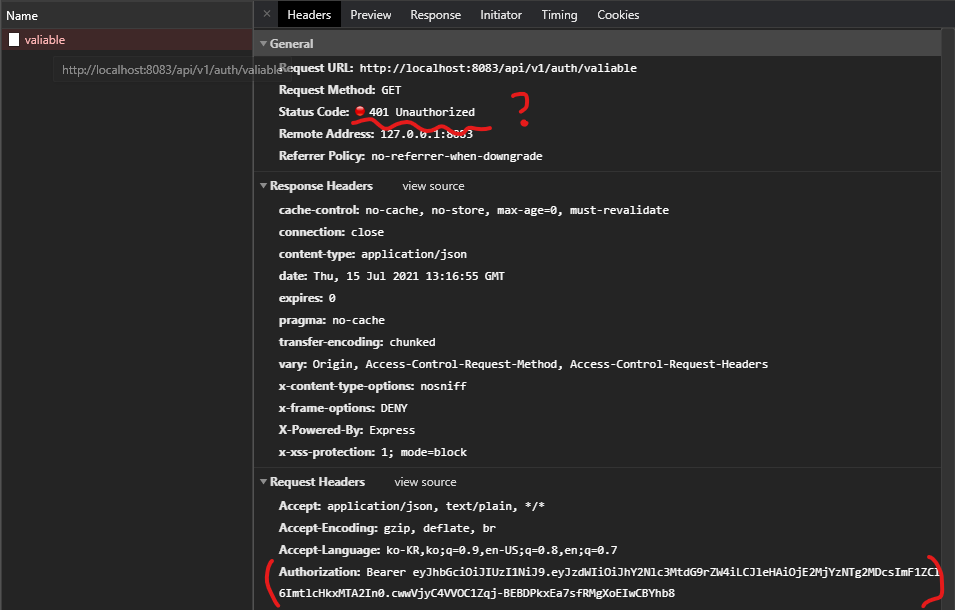 Name
× Headers Preview Response Initiator Timing Cookies
valiable
General
http://localhost:8083/api/v1/auth/valiable
Request URL: http://localhost:8083/api/v1/auth/valiable
Request Method: GET
Status Code: 401 Unauthorized
?
Remote Address: 127.0.0.1:8083
Referrer Policy: no-referrer-when-downgrade
Response Headers view source
cache-control: no-cache, no-store, max-age=0, must-revalidate
connection: close
content-type: application/json
date: Thu, 15 Jul 2021 13:16:55 GMT
expires: 0
pragma: no-cache
transfer-encoding: chunked
vary: Origin, Access-Control-Request-Method, Access-Control-Request-Headers
x-content-type-options: nosniff
x-frame-options: DENY
X-Powered-By: Express
x-xss-protection: 1; mode=block
Request Headers view source
Accept: application/json, text/plain, */*
Accept-Encoding: gzip, deflate, br
Accept-Language: ko-KR,ko;q=0.9,en-US;q=0.8,en;q=0.7
Authorization: Bearer